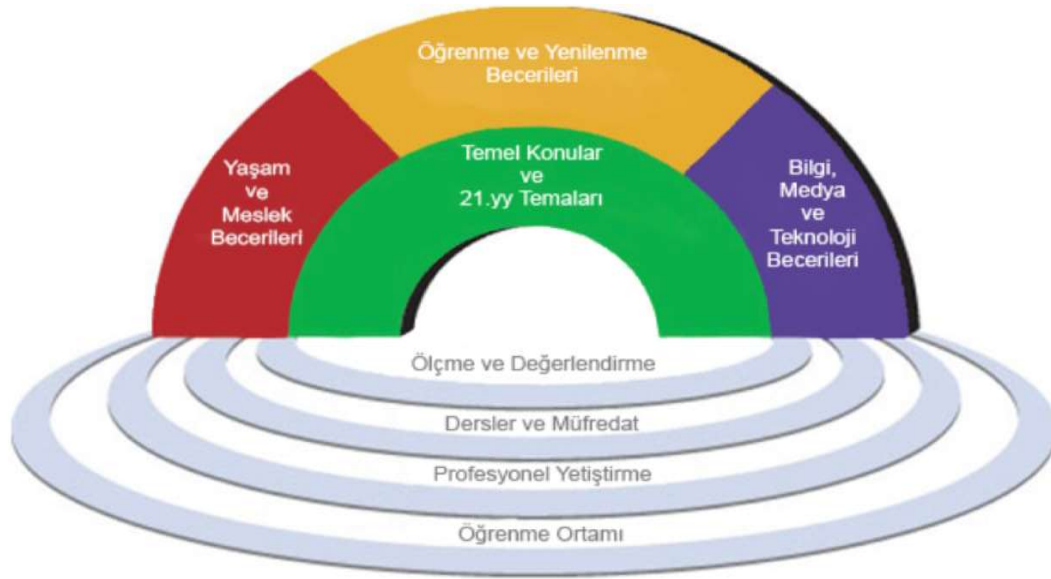 Öğrenme ve Yenilenme
Becerileri
Yaşam
ve
Meslek
Becerileri
Temel Konular
ve
21.yy Temaları
Bilgi,
Medya
ve
Teknoloji
Becerileri
Ölçme ve Değerlendirme
Dersler ve Müfredat
Profesyonel Yetiştirme
Öğrenme Ortamı